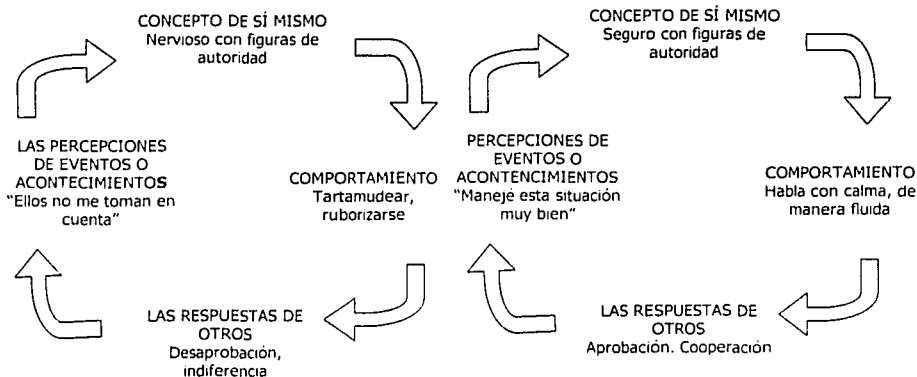 CONCEPTO DE SÍ MISMO
Nervioso con figuras de
autoridad
COMPORTAMIENTO
Tartamudear,
ruborizarse
LAS RESPUESTAS DE
OTROS
Desaprobación,
indiferencia
LAS PERCEPCIONES
DE EVENTOS O
ACONTECIMIENTOS
"Ellos no me toman en
cuenta"
CONCEPTO DE SÍ MISMO
Seguro con figuras de
autoridad
COMPORTAMIENTO
Habla con calma, de
manera fluida
LAS RESPUESTAS DE
OTROS
Aprobación. Cooperación
PERCEPCIONES DE
EVENTOS O
ACONTENCIMIENTOS
"Manejé esta situación
muy bien"